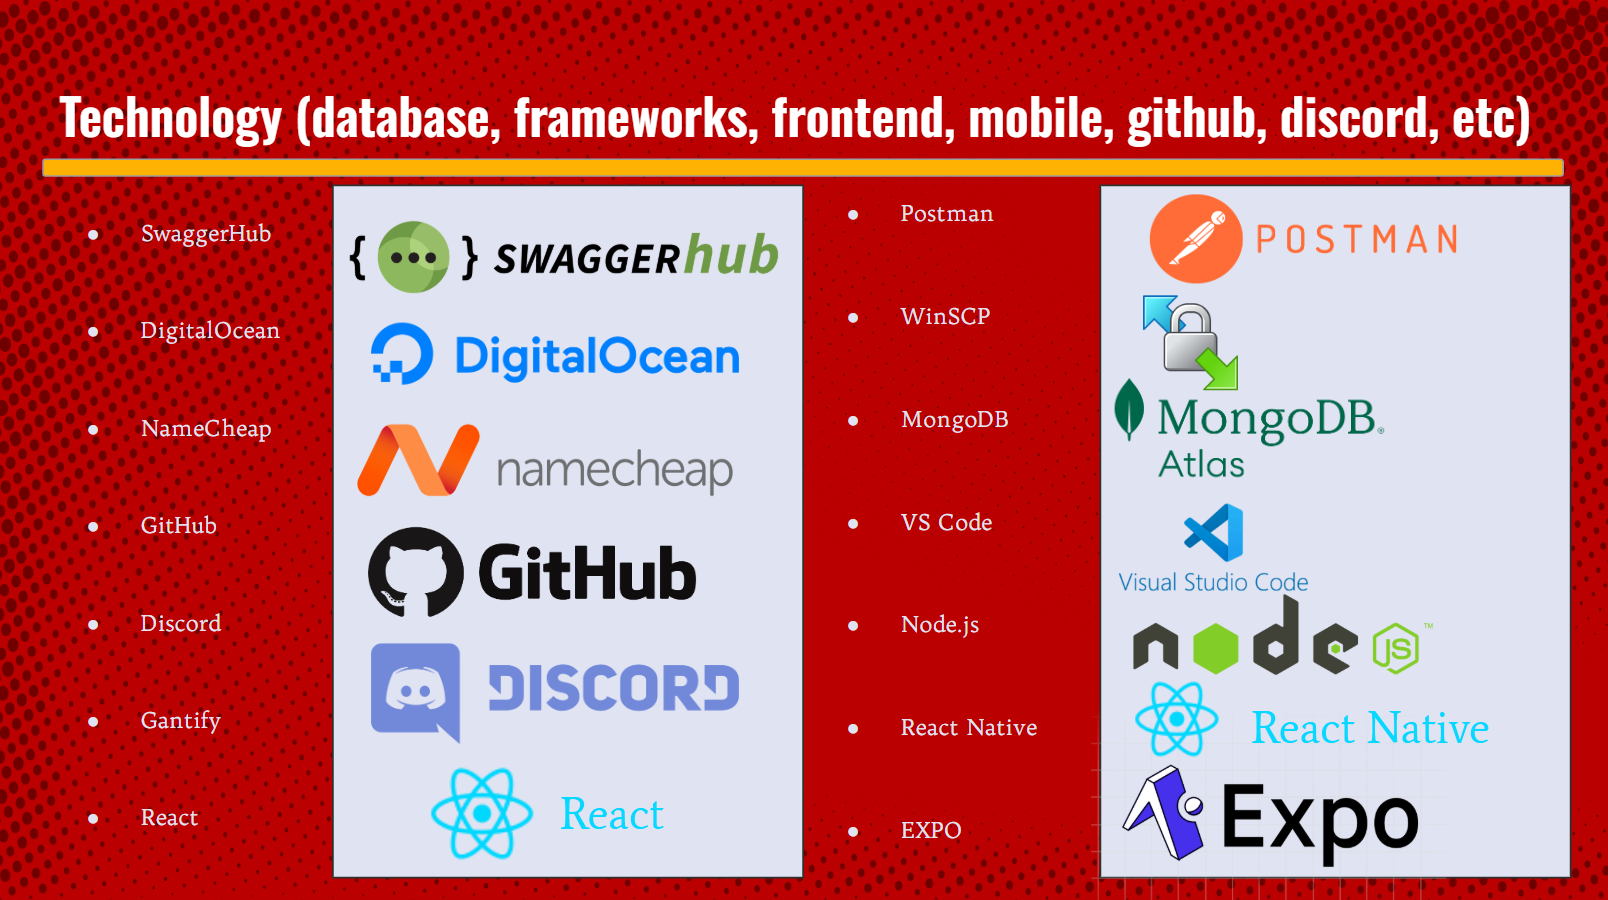 Technology (database, frameworks, frontend, mobile, github, discord, etc)
SwaggerHub
DigitalOcean
NameCheap
GitHub
Discord
Gantify
React
{ ... } SWAGGERhub
DigitalOcean
namecheap
GitHub
DISCORD
React
Postman
WinSCP
MongoDB
VS Code
Node.js
React Native
EXPO
POSTMAN
MongoDB®
Atlas
Visual Studio Code
node JS™
React Native
Expo